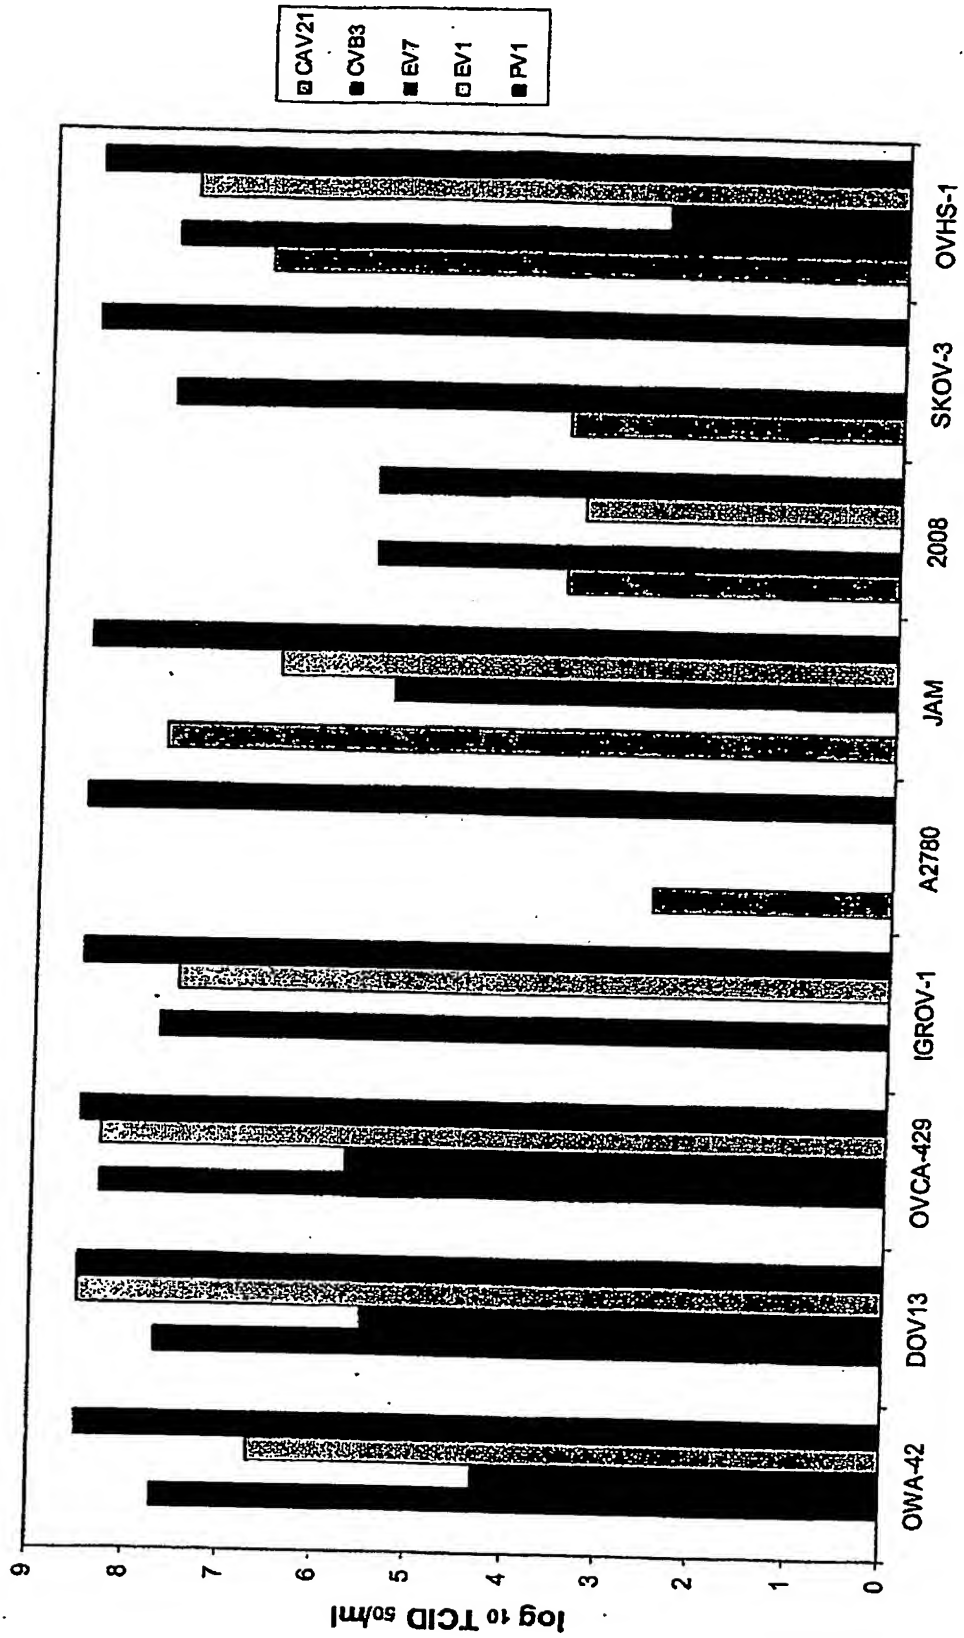 CAV21
CVB3
EV7
EV1
PV1
log 10 TCID 50/ml
9
8
7
6
5
4
3
2
1
0
OWA-42
DOV13
OVCA-429
IGROV-1
A2780
JAM
2008
SKOV-3
OVHS-1